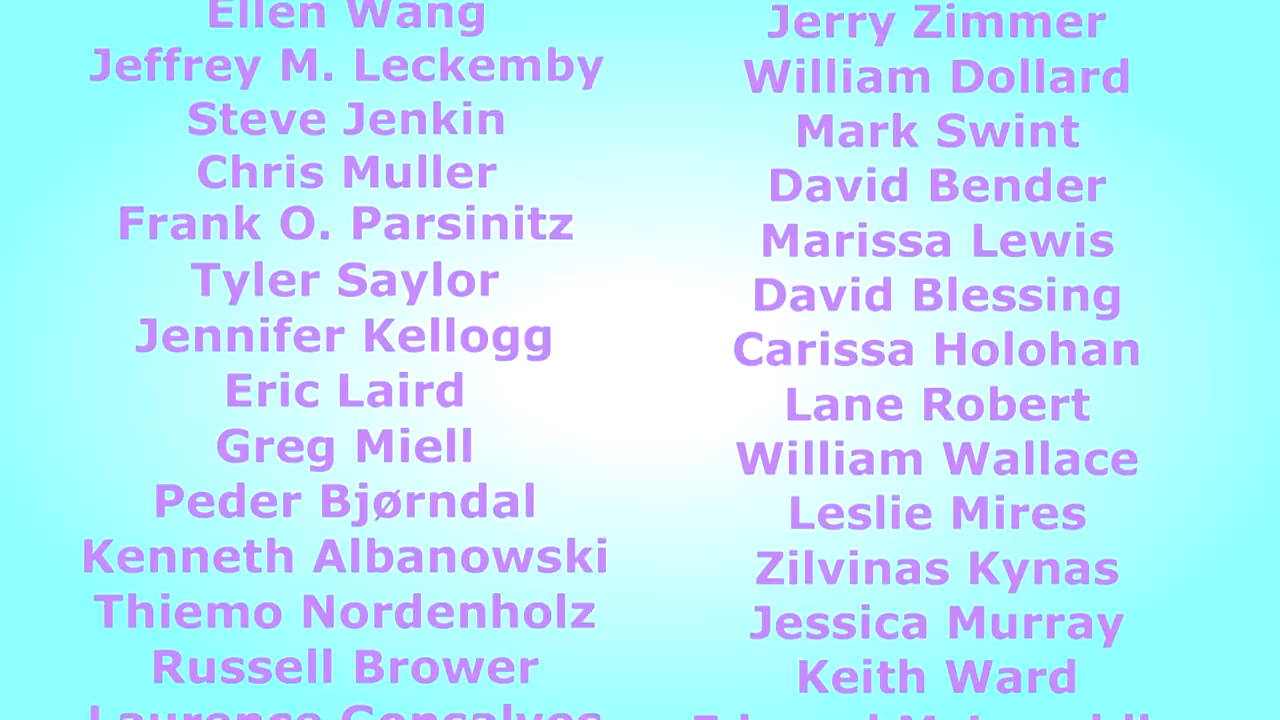 Ellen Wang
Jeffrey M. Leckemby
Steve Jenkin
Chris Muller
Frank O. Parsinitz
Tyler Saylor
Jennifer Kellogg
Eric Laird
Greg Miell
Peder Bjørndal
Kenneth Albanowski
Thiemo Nordenholz
Russell Brower
Laurence Gonsalves
Jerry Zimmer
William Dollard
Mark Swint
David Bender
Marissa Lewis
David Blessing
Carissa Holohan
Lane Robert
William Wallace
Leslie Mires
Zilvinas Kynas
Jessica Murray
Keith Ward